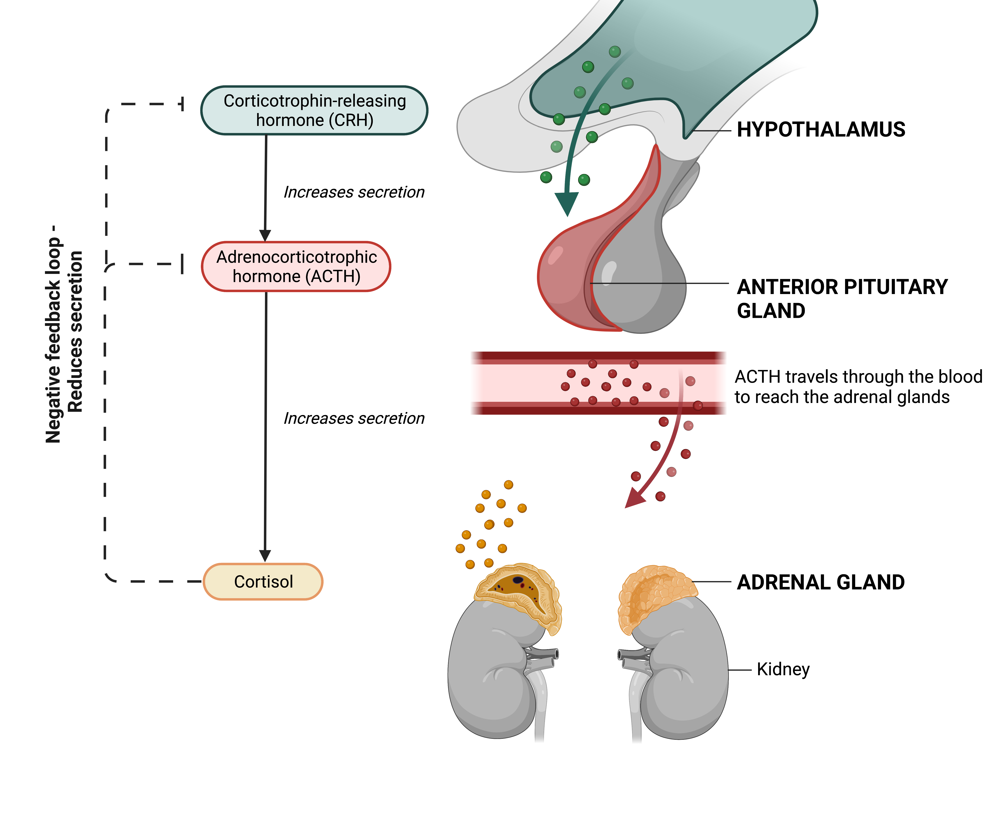 Corticotrophin-releasing
hormone (CRH)
HYPOTHALAMUS
Increases secretion
Negative feedback loop -
Reduces secretion
Adrenocorticotrophic
hormone (ACTH)
ANTERIOR PITUITARY
GLAND
ACTH travels through the blood
to reach the adrenal glands
Increases secretion
Cortisol
ADRENAL GLAND
Kidney